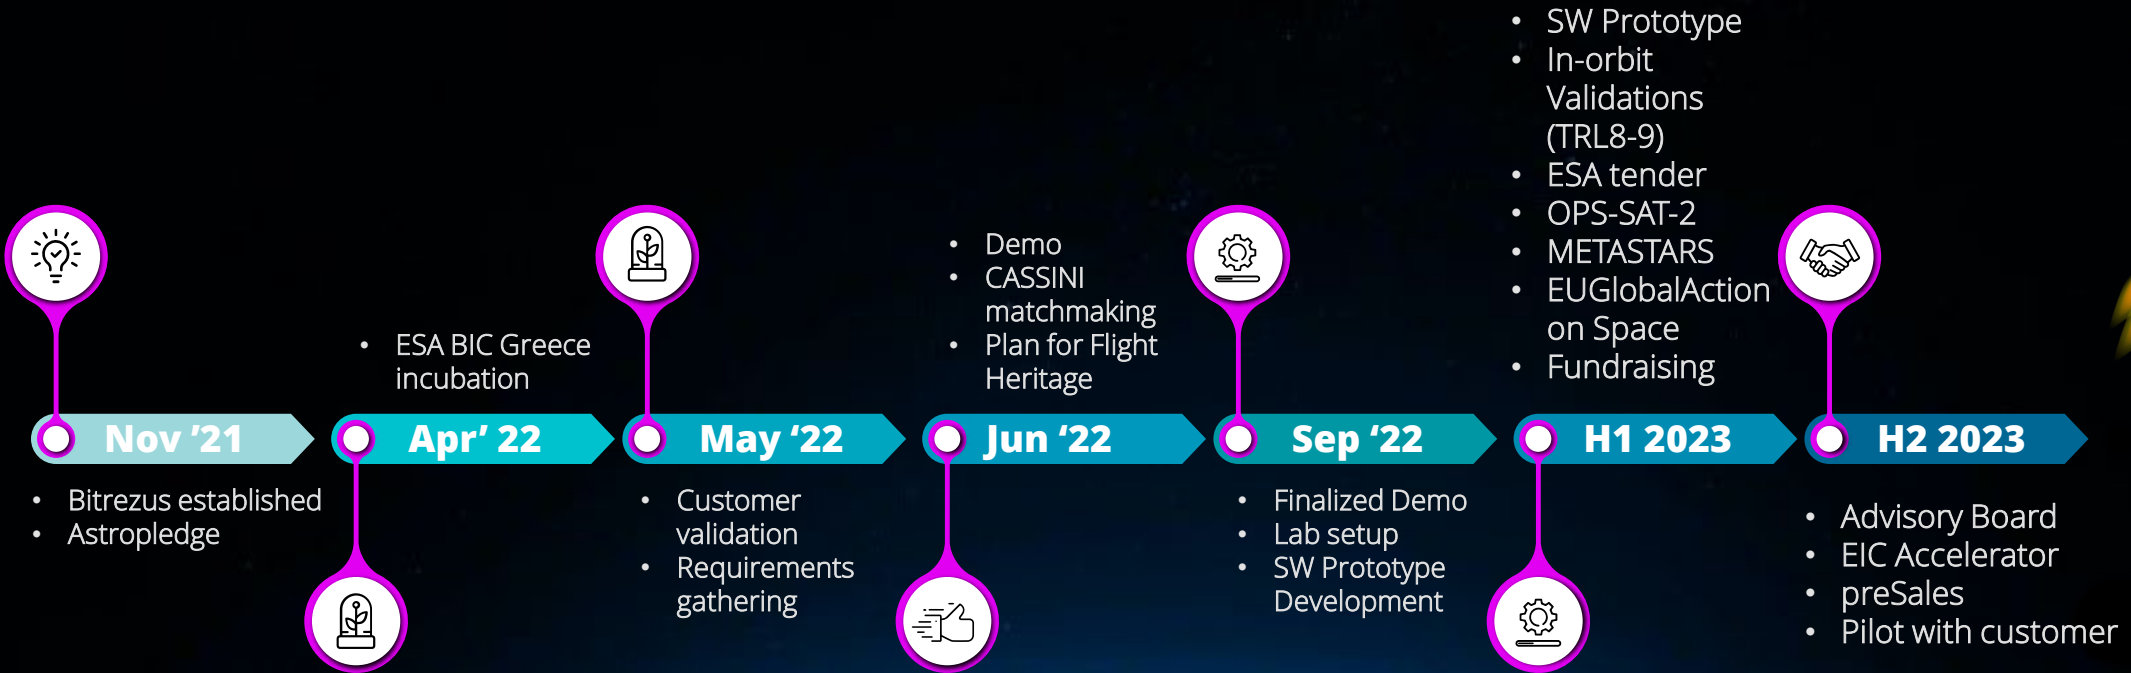 Nov ’21
• Bitrezus established
• Astropledge
• ESA BIC Greece
incubation
Apr’ 22
May ‘22
• Customer
validation
• Requirements
gathering
• Demo
• CASSINI
matchmaking
• Plan for Flight
Heritage
Jun ‘22
Sep ‘22
• Finalized Demo
• Lab setup
• SW Prototype
Development
• SW Prototype
• In-orbit
Validations
(TRL8-9)
• ESA tender
• OPS-SAT-2
• METASTARS
• EUGlobalAction
on Space
• Fundraising
H1 2023
H2 2023
• Advisory Board
• EIC Accelerator
• preSales
• Pilot with customer